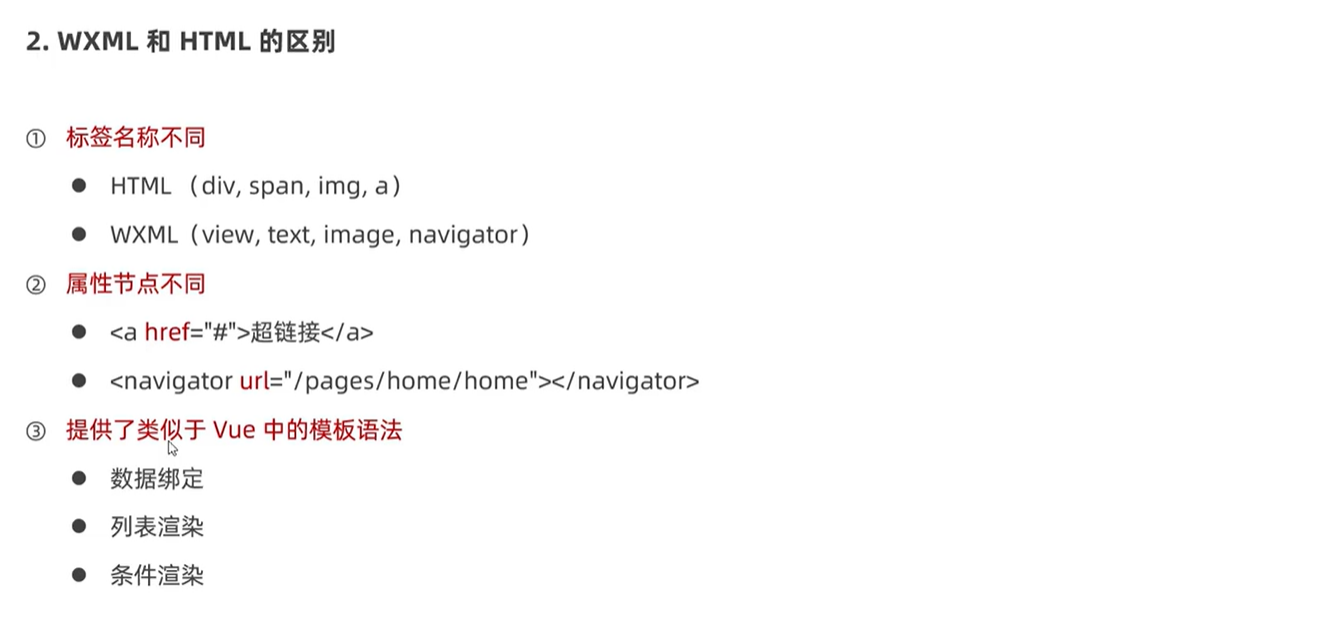 2. WXML 和 HTML 的区别
① 标签名称不同
● HTML （div, span, img, a）
● WXML（view, text, image, navigator）
② 属性节点不同
● <a href="#">超链接</a>
● <navigator url="/pages/home/home"></navigator>
③ 提供了类似于 Vue 中的模板语法
● 数据绑定
● 列表渲染
● 条件渲染